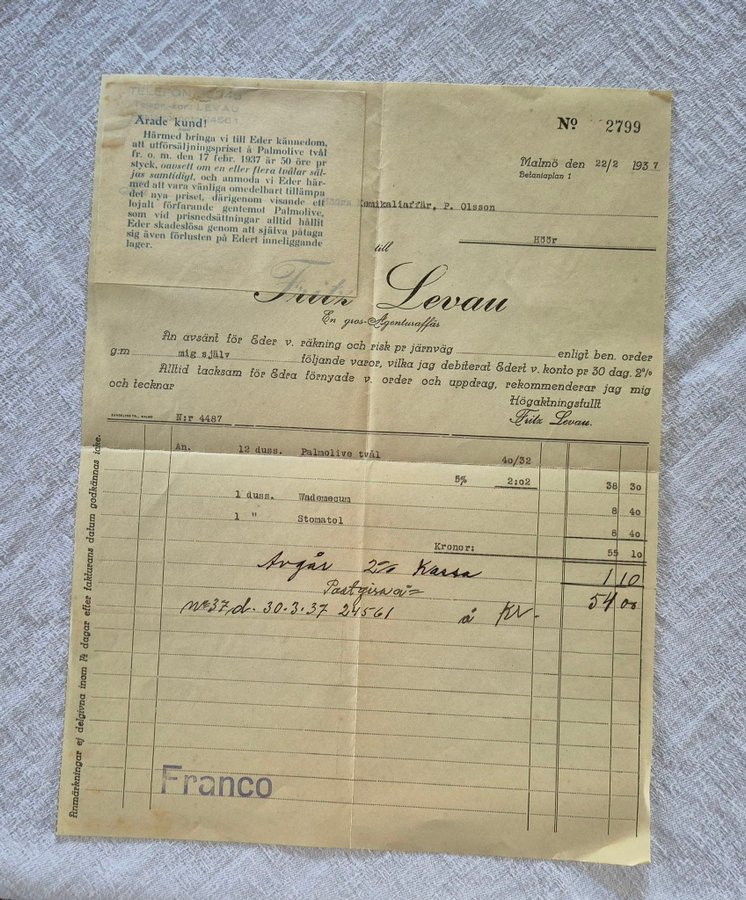 TELEFON
LEVAU
24561
Ärade kund!
Härmed bringa vi till Eder kännedom,
att utförsäljningspriset å Palmolive tvål
fr. o. m. den 17 febr. 1937 är 50 öre pr
styck, oavsett om en eller flera tvålar säl-
jas samtidigt, och anmoda vi Eder här-
med att vara vänliga omedelbart tillämpa
det nya priset, därigenom visande ett
lojalt förfarande gentemot Palmolive,
som vid prisnedsättningar alltid hållit
Eder skadeslösa genom att själva påtaga
sig även förlusten på Edert inneliggande
lager.
No 2799
Malmö den 22/2 1937
Betaniaplan 1
Kemikaliaffär, P. Olsson
Höör
till
Fritz Levau
En gros-Agenturaffär
An avsänt för Eder v. räkning och risk pr järnväg enligt ben. order
g:m mig själv följande varor, vilka jag debiterat Edert v. konto pr 30 dag. 2%
Alltid tacksam för Edra förnyade v. order och uppdrag, rekommenderar jag mig
och tecknar Högaktningsfullt
Fritz Levau.
N:r 4487
An. 12 duss. Palmolive tvål 40/32
5% 2:02 38 30
1 duss. Wademecum 8 40
1 " Stomatol 8 40
Kronor: 55 10
Avgår 2% Kassa 1 10
Postgiro
No 37 d. 30.3.37 24561 å Kr. 54 00
Franco
Anmärkningar ej delgivna inom 14 dagar efter fakturans datum godkännas icke.